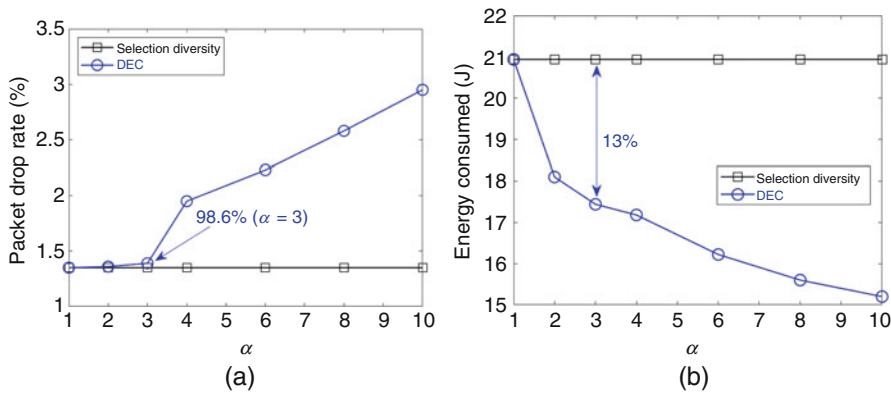 3.5
3
2.5
2
1.5
1
Packet drop rate (%)
Selection diversity
DEC
98.6% (α = 3)
1 2 3 4 5 6 7 8 9 10
α
(a)
21
20
19
18
17
16
15
22
Energy consumed (J)
13%
Selection diversity
DEC
1 2 3 4 5 6 7 8 9 10
α
(b)